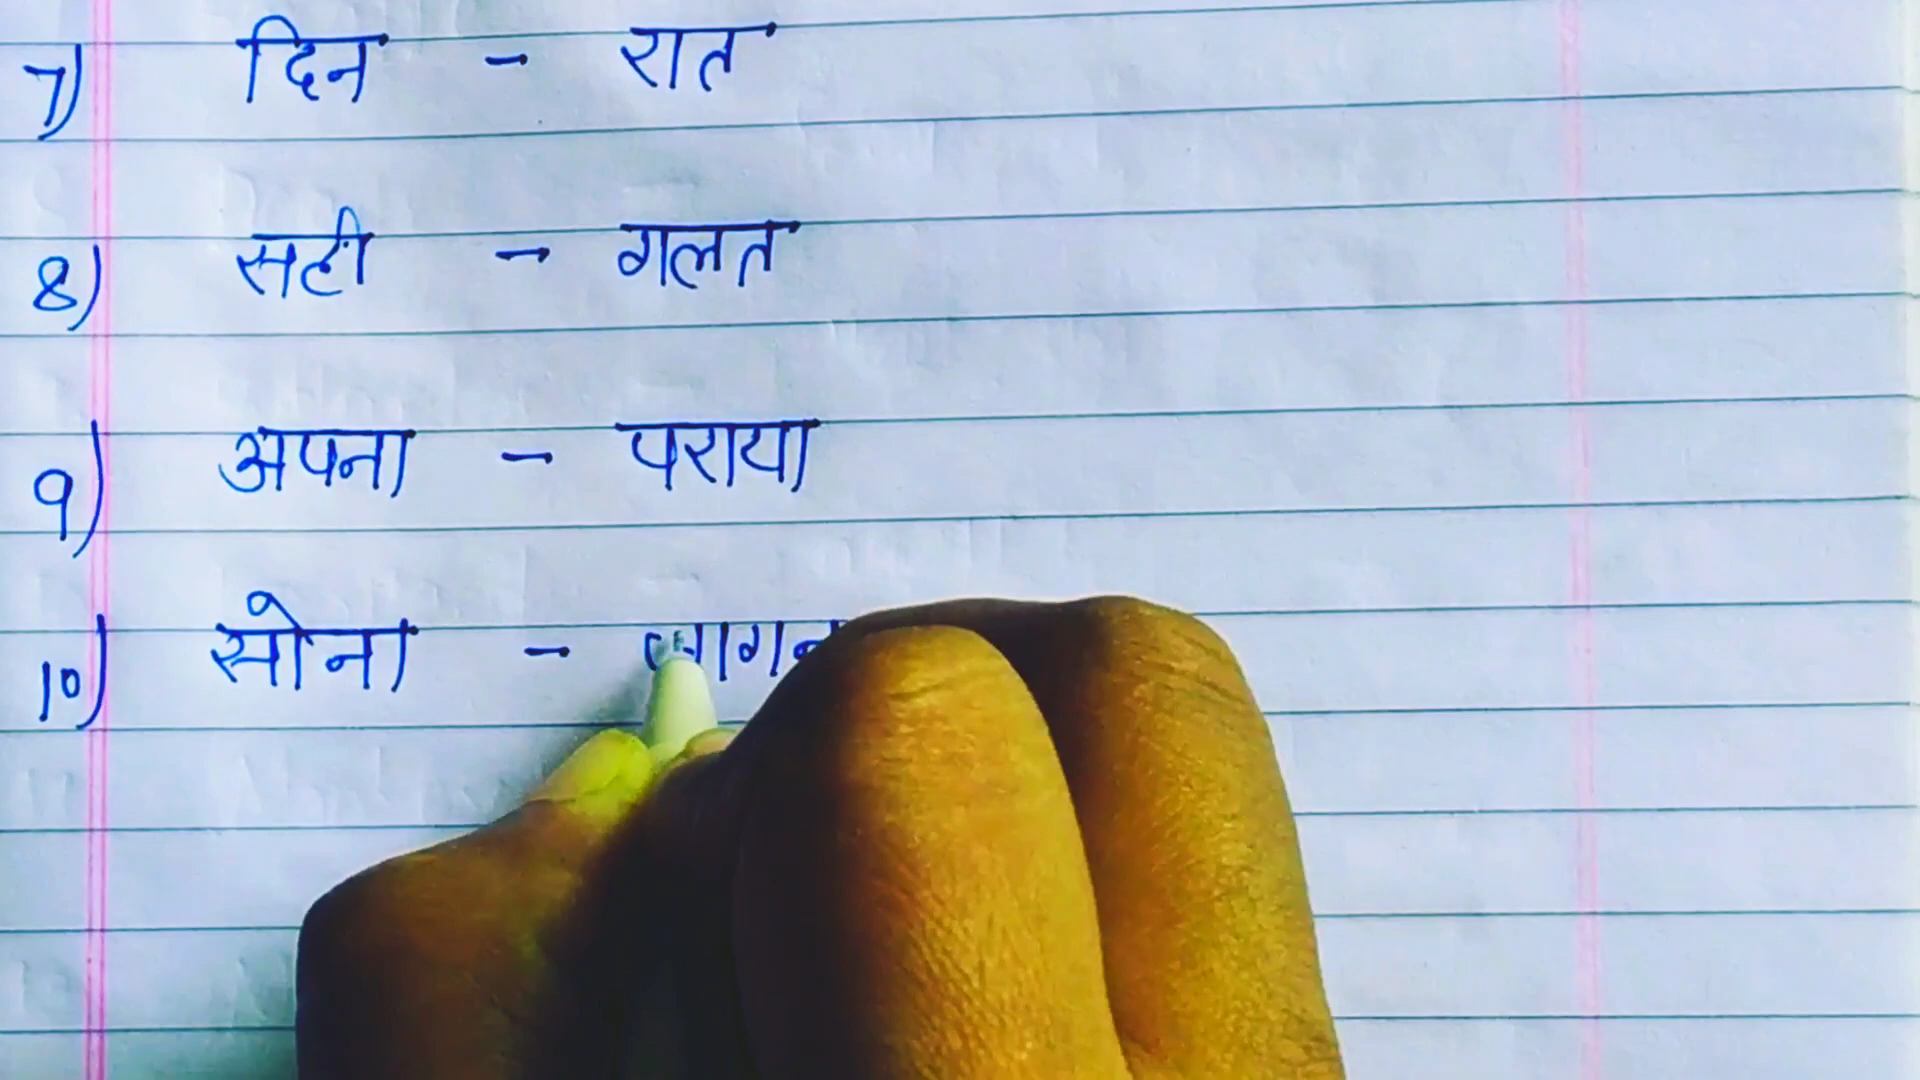 7) दिन - रात
8) सही - गलत
9) अपना - पराया
10) सोना -